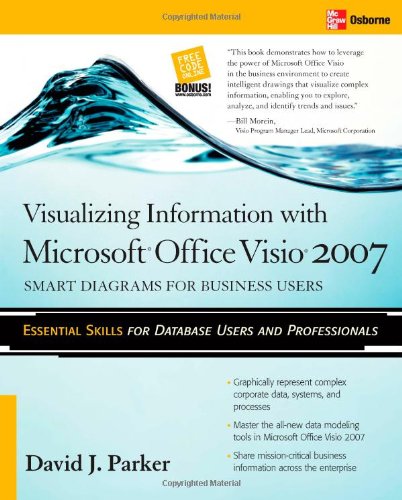 Copyrighted Material
Mc
Graw
Hill
Osborne
FREE
CODE
ONLINE
BONUS!
www.osborne.com
"This book demonstrates how to leverage
the power of Microsoft Office Visio
in the business environment to create
intelligent drawings that visualize complex
information, enabling you to explore,
analyze, and identify trends and issues."
—Bill Morein,
Visio Program Manager Lead, Microsoft Corporation
Visualizing Information with
Microsoft® Office Visio® 2007
SMART DIAGRAMS FOR BUSINESS USERS
ESSENTIAL SKILLS FOR DATABASE USERS AND PROFESSIONALS
• Graphically represent complex
corporate data, systems, and
processes
• Master the all-new data modeling
tools in Microsoft Office Visio 2007
• Share mission-critical business
information across the enterprise
David J. Parker
Copyrighted Material